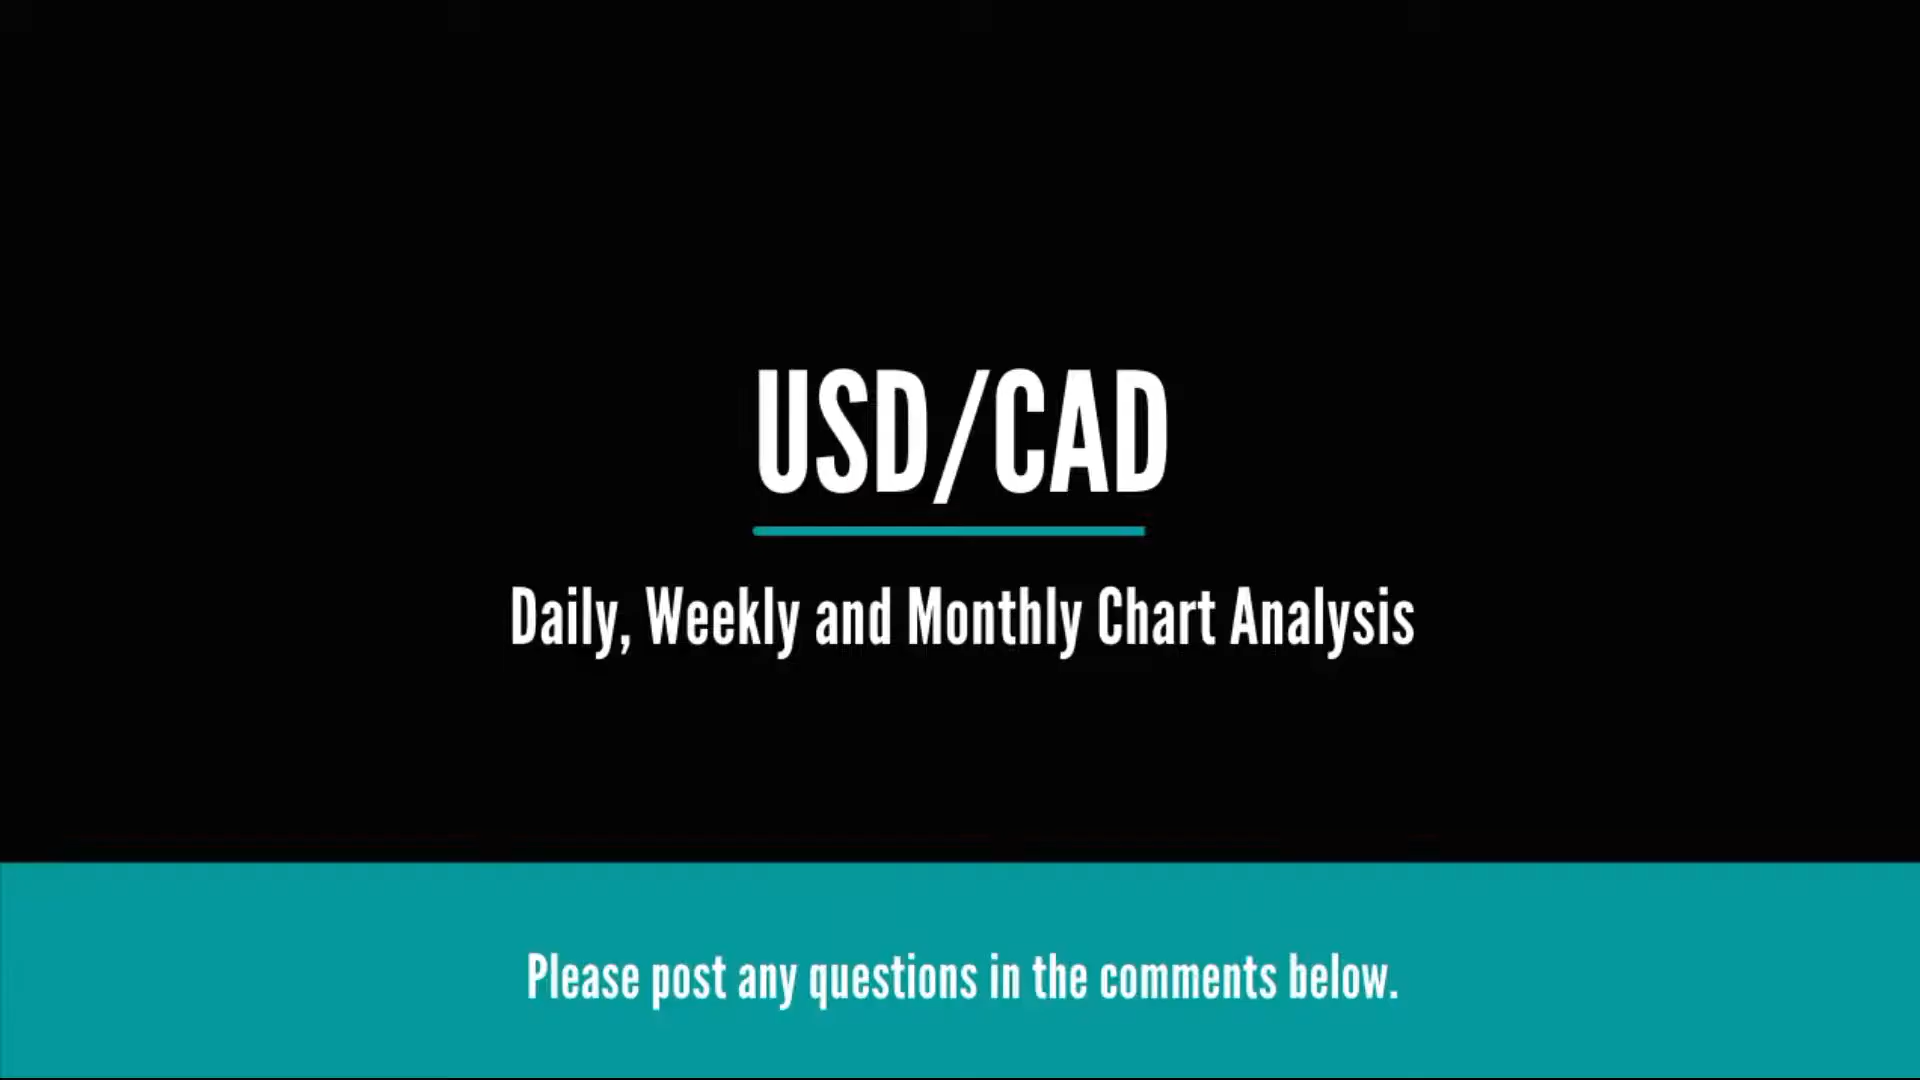 USD/CAD
Daily, Weekly and Monthly Chart Analysis
Please post any questions in the comments below.